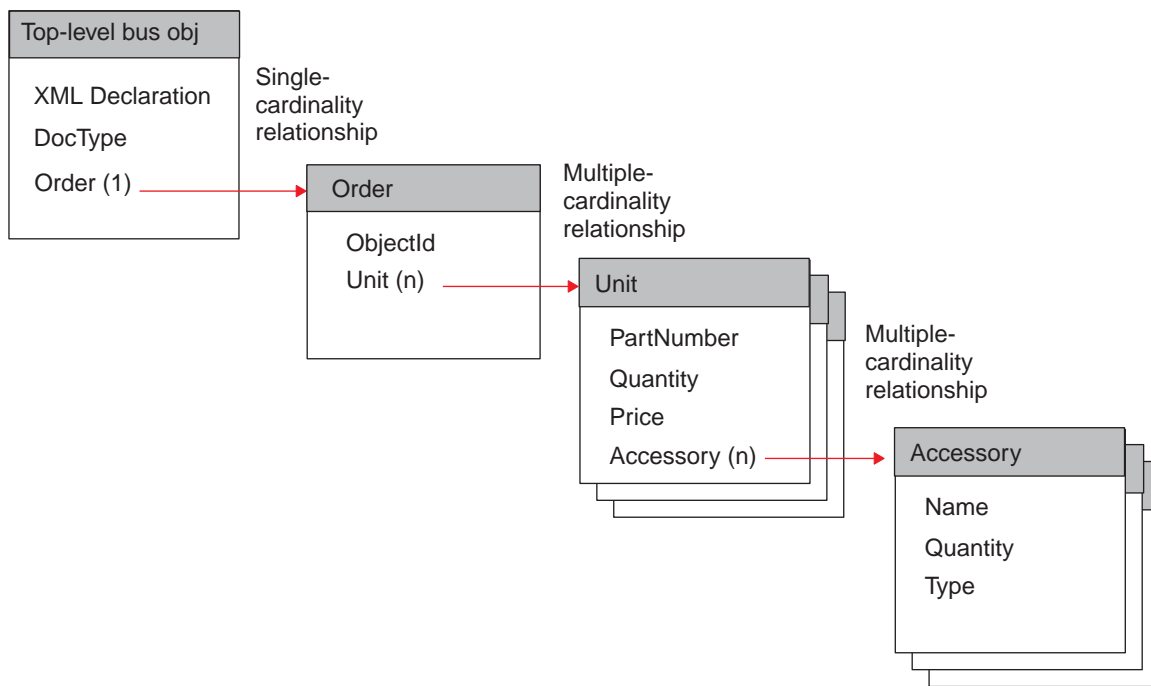 Top-level bus obj
XML Declaration
DocType
Order (1)
Single-
cardinality
relationship
Order
ObjectId
Unit (n)
Multiple-
cardinality
relationship
Unit
PartNumber
Quantity
Price
Accessory (n)
Multiple-
cardinality
relationship
Accessory
Name
Quantity
Type